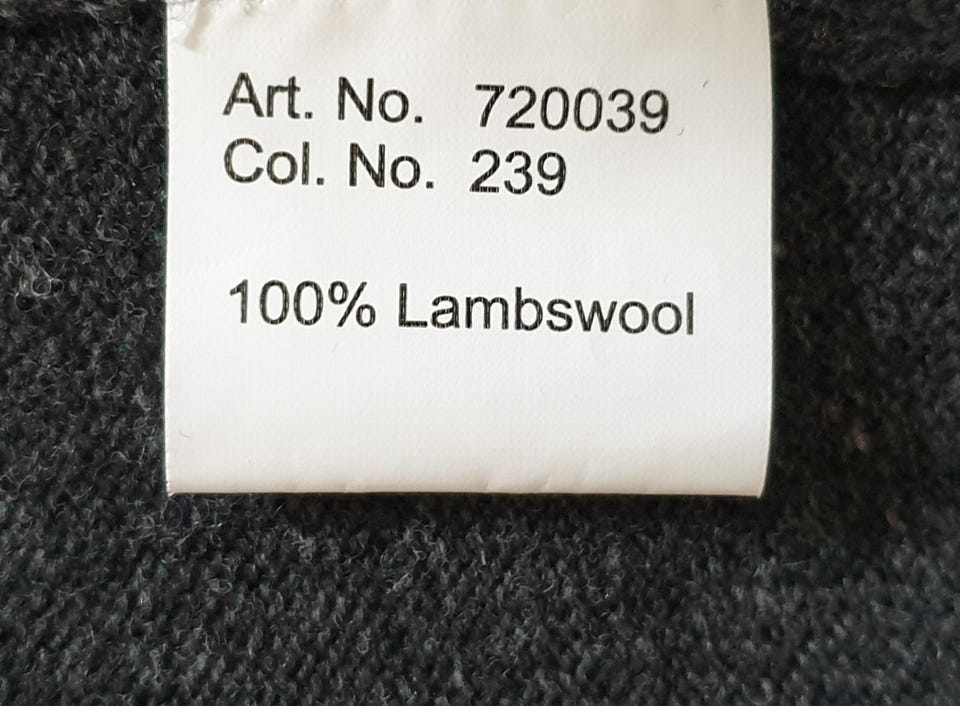 Art. No. 720039
Col. No. 239
100% Lambswool